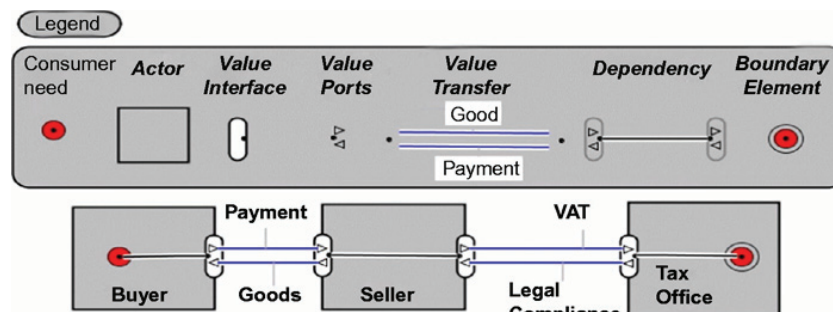 Legend
Consumer need
Actor
Value Interface
Value Ports
Value Transfer
Dependency
Boundary Element
Good
Payment
Payment
VAT
Buyer
Goods
Seller
Legal
Compliance
Tax
Office